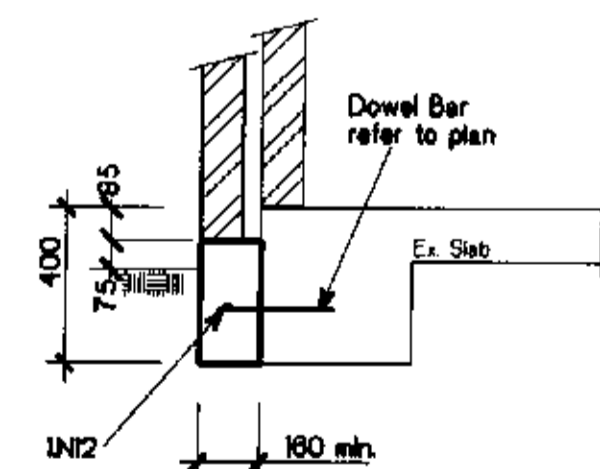 Dowel Bar
refer to plan
85
400
75
Ex. Slab
1N12
160 min.